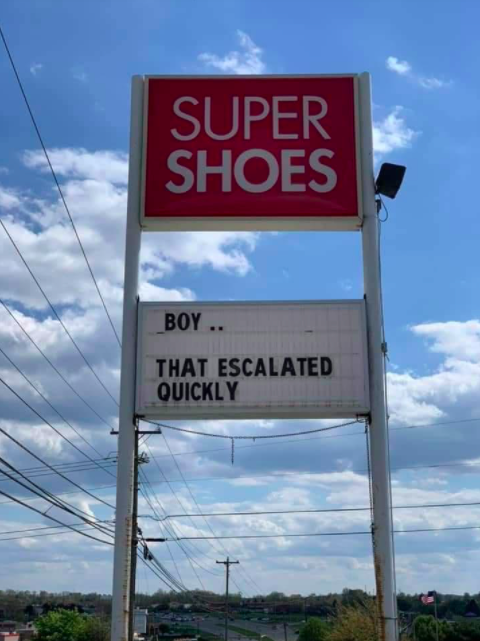 SUPER
SHOES
BOY ..
THAT ESCALATED
QUICKLY